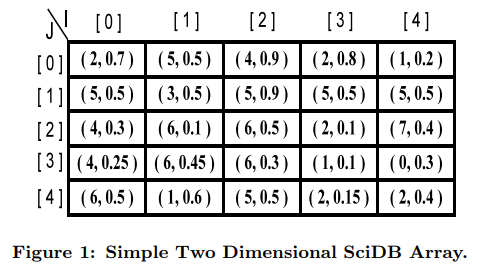 I [0] [1] [2] [3] [4]
J
[0] (2, 0.7) (5, 0.5) (4, 0.9) (2, 0.8) (1, 0.2)
[1] (5, 0.5) (3, 0.5) (5, 0.9) (5, 0.5) (5, 0.5)
[2] (4, 0.3) (6, 0.1) (6, 0.5) (2, 0.1) (7, 0.4)
[3] (4, 0.25) (6, 0.45) (6, 0.3) (1, 0.1) (0, 0.3)
[4] (6, 0.5) (1, 0.6) (5, 0.5) (2, 0.15) (2, 0.4)
Figure 1: Simple Two Dimensional SciDB Array.